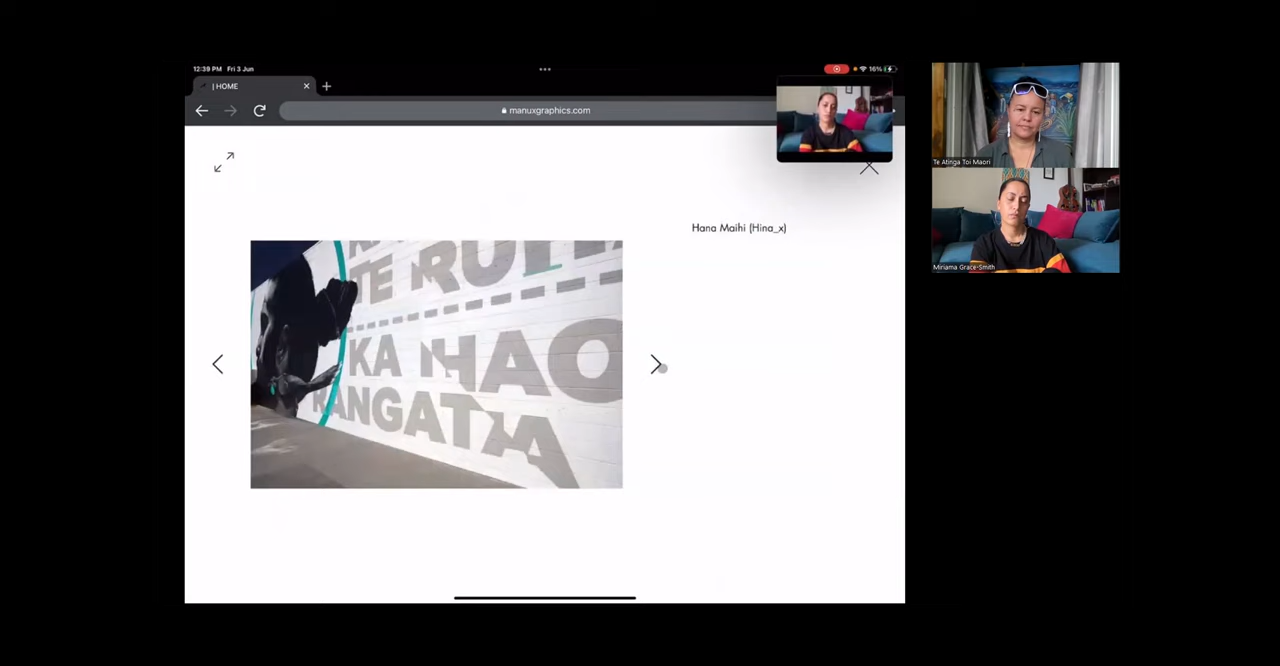 12:39 PM Fri 3 Jun
16%
| HOME
manuxgraphics.com
Hana Maihi (Hina_x)
TE
KA HAO
RANGATA
Te Atinga Toi Maori
Miriama Grace-Smith